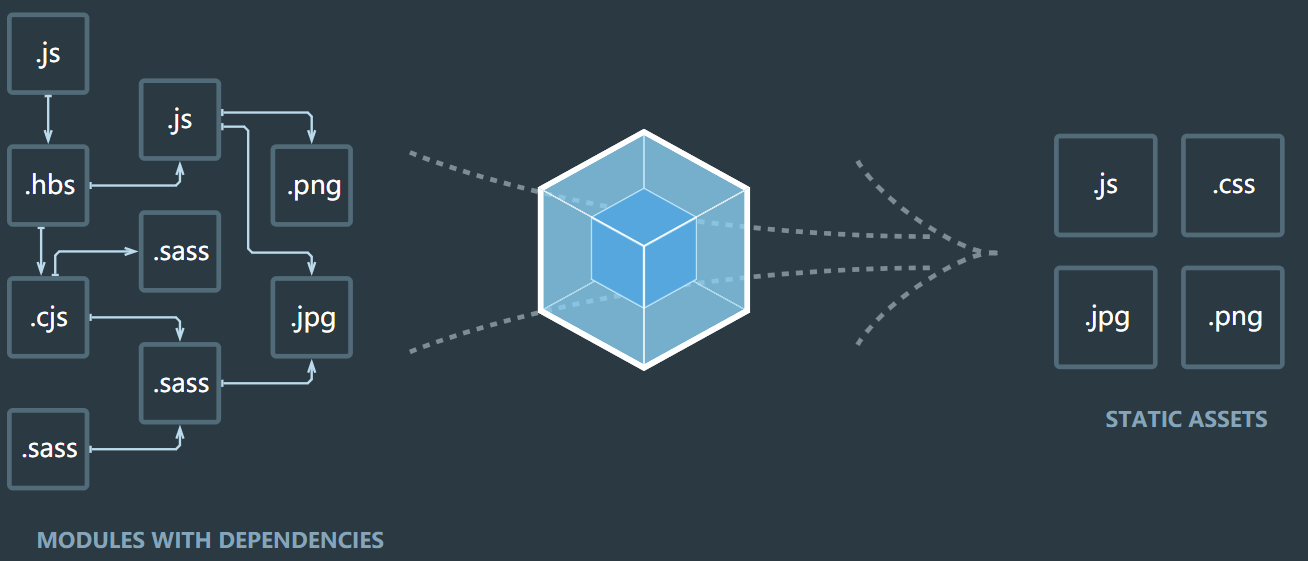 .js
.js
.hbs
.png
.sass
.cjs
.jpg
.sass
.sass
MODULES WITH DEPENDENCIES
.js
.css
.jpg
.png
STATIC ASSETS